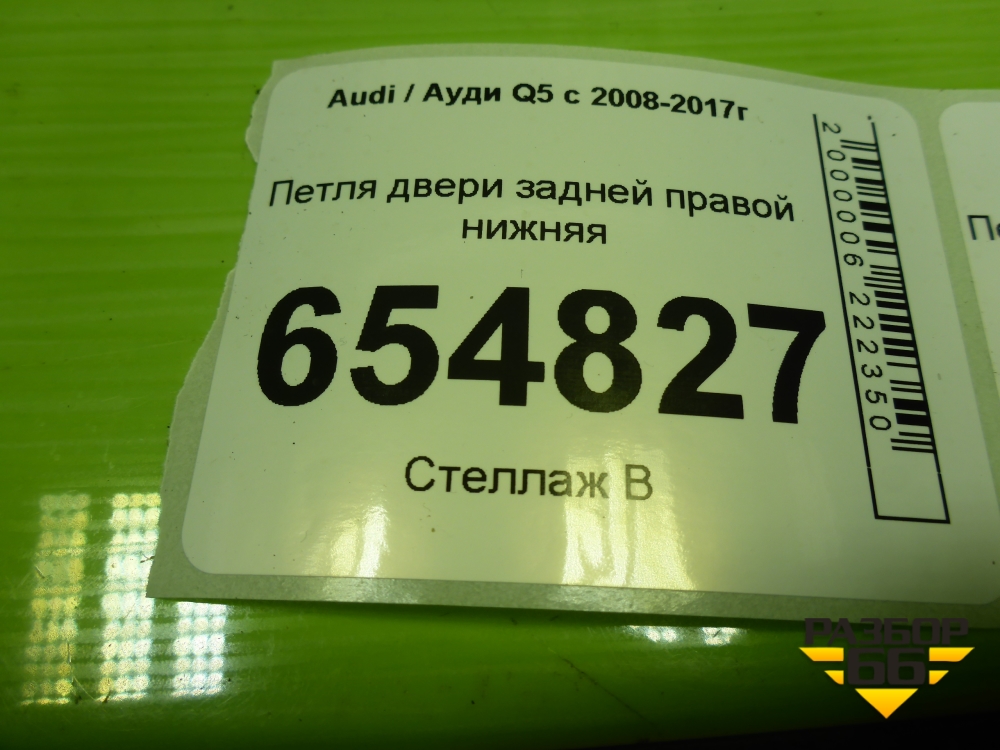 Audi / Ауди Q5 с 2008-2017г
Петля двери задней правой
нижняя
654827
Стеллаж В
2000006222350
РАЗБОР
66